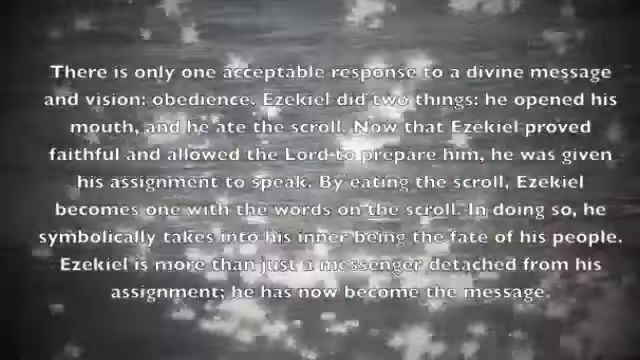 There is only one acceptable response to a divine message
and vision: obedience. Ezekiel did two things: he opened his
mouth, and he ate the scroll. Now that Ezekiel proved
faithful and allowed the Lord to prepare him, he was given
his assignment to speak. By eating the scroll, Ezekiel
becomes one with the words on the scroll. In doing so, he
symbolically takes into his inner being the fate of his people.
Ezekiel is more than just a messenger detached from his
assignment; he has now become the message.